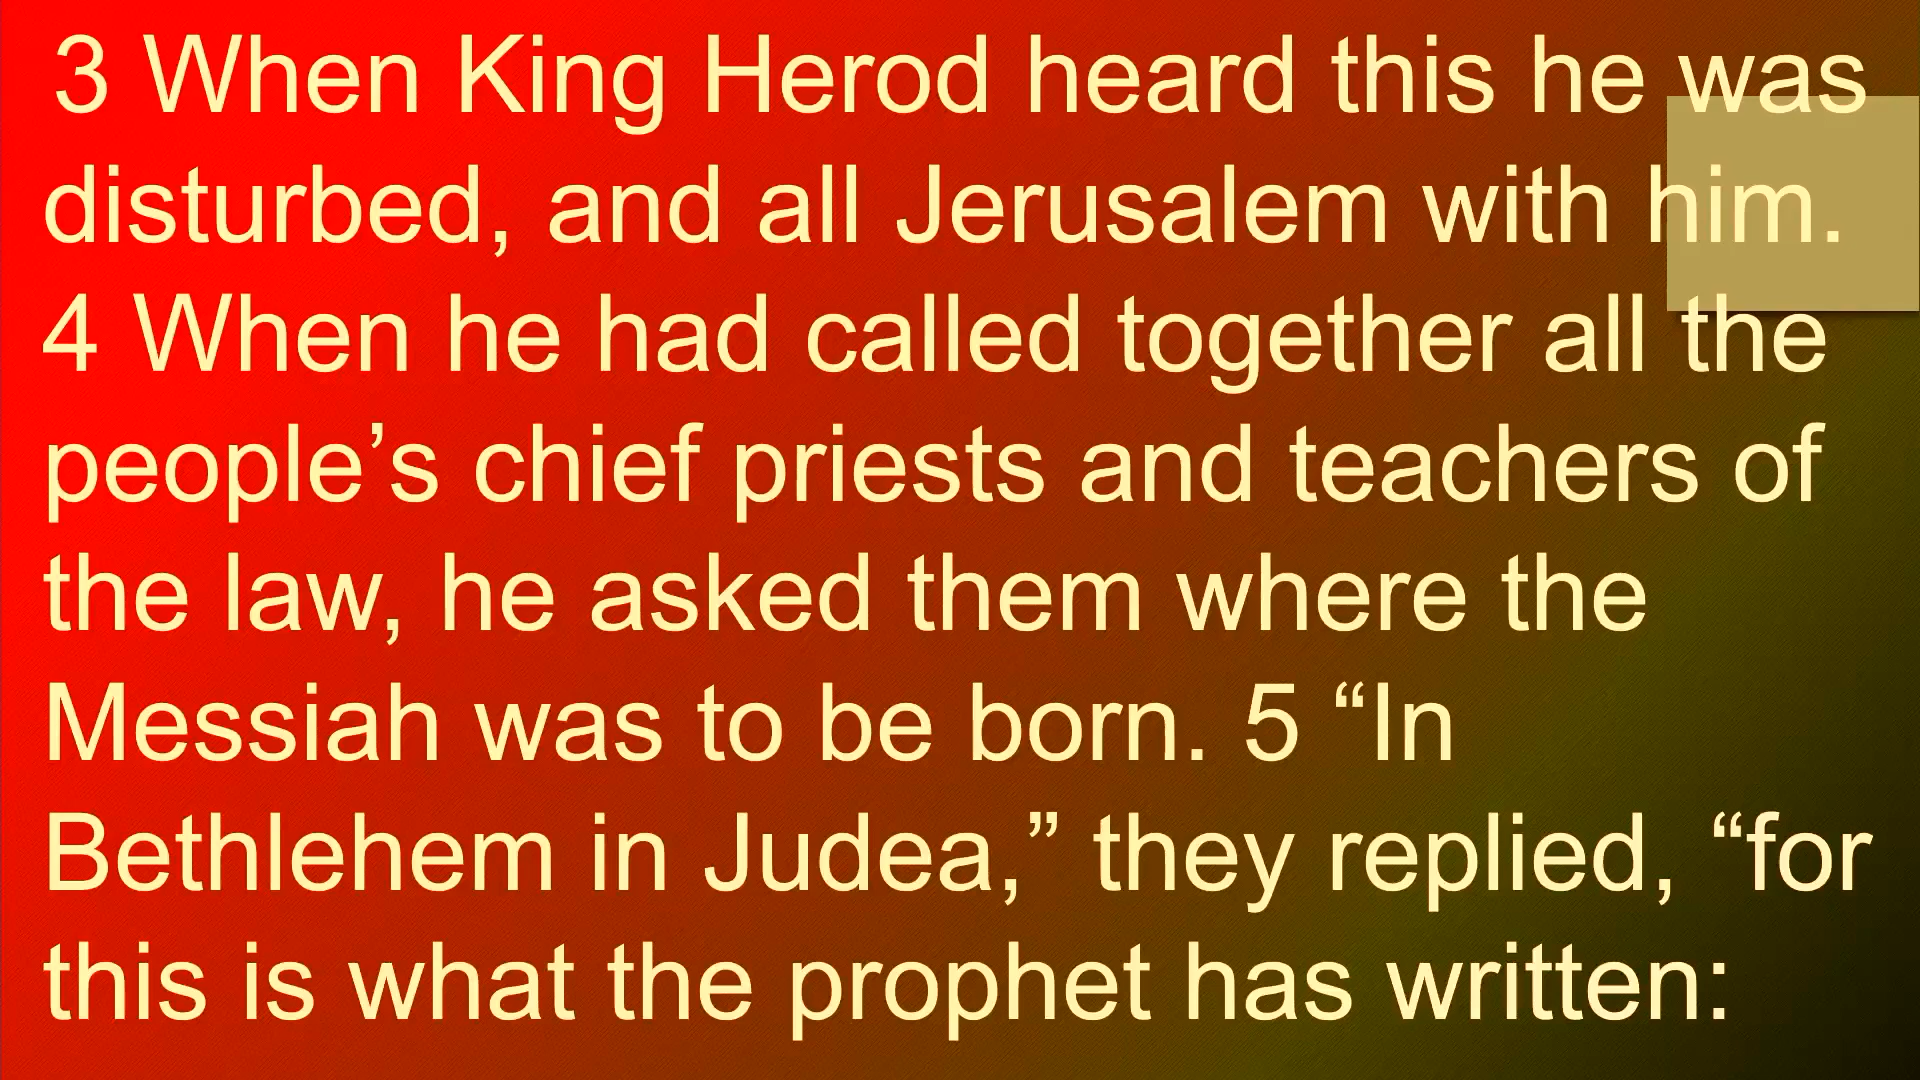 3 When King Herod heard this he was
disturbed, and all Jerusalem with him.
4 When he had called together all the
people’s chief priests and teachers of
the law, he asked them where the
Messiah was to be born. 5 “In
Bethlehem in Judea,” they replied, “for
this is what the prophet has written: